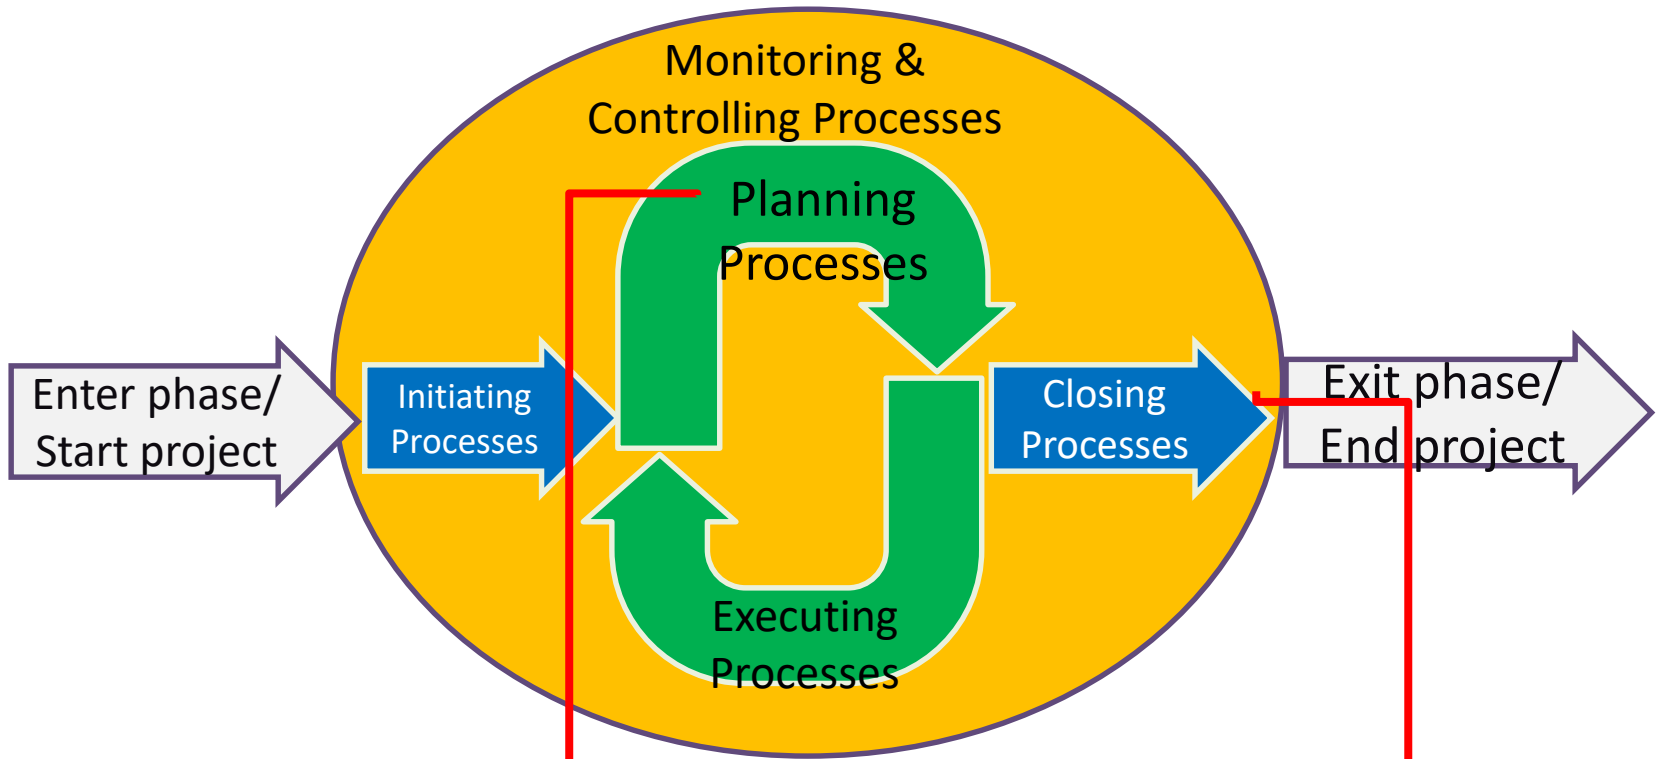 Monitoring &
Controlling Processes
Planning
Processes
Enter phase/
Start project
Initiating
Processes
Closing
Processes
Exit phase/
End project
Executing
Processes